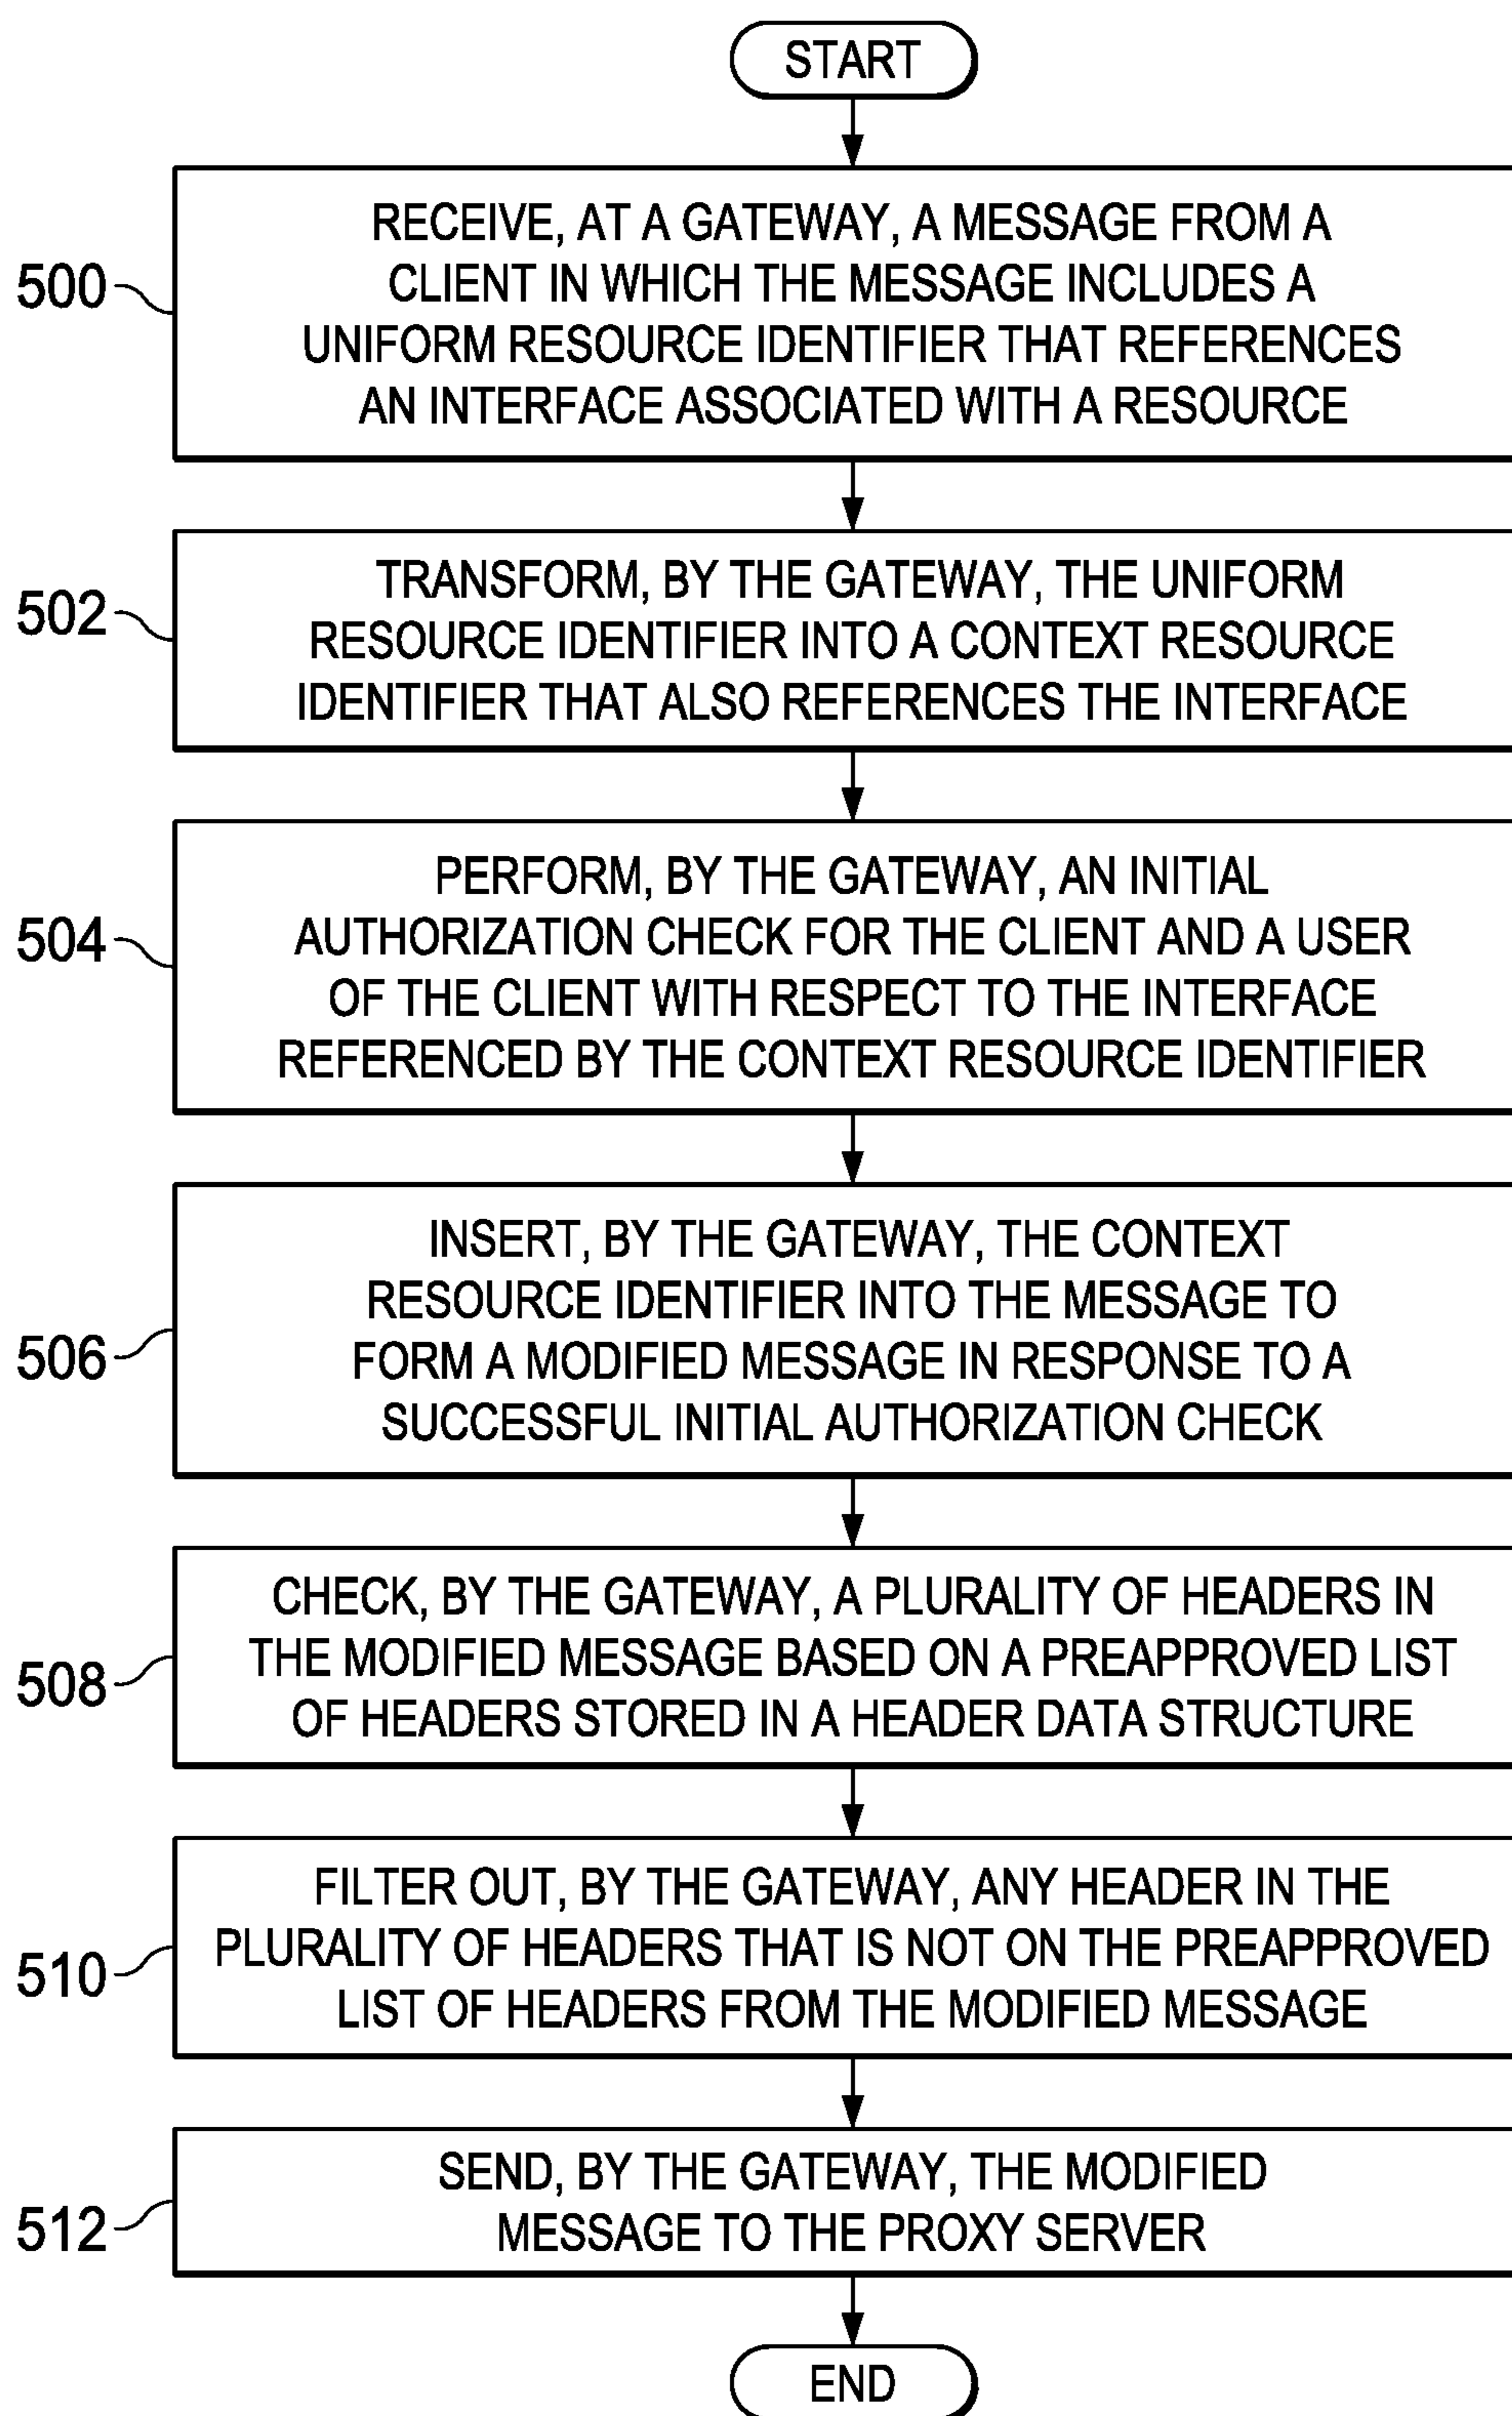 START
500
RECEIVE, AT A GATEWAY, A MESSAGE FROM A
CLIENT IN WHICH THE MESSAGE INCLUDES A
UNIFORM RESOURCE IDENTIFIER THAT REFERENCES
AN INTERFACE ASSOCIATED WITH A RESOURCE
502
TRANSFORM, BY THE GATEWAY, THE UNIFORM
RESOURCE IDENTIFIER INTO A CONTEXT RESOURCE
IDENTIFIER THAT ALSO REFERENCES THE INTERFACE
504
PERFORM, BY THE GATEWAY, AN INITIAL
AUTHORIZATION CHECK FOR THE CLIENT AND A USER
OF THE CLIENT WITH RESPECT TO THE INTERFACE
REFERENCED BY THE CONTEXT RESOURCE IDENTIFIER
506
INSERT, BY THE GATEWAY, THE CONTEXT
RESOURCE IDENTIFIER INTO THE MESSAGE TO
FORM A MODIFIED MESSAGE IN RESPONSE TO A
SUCCESSFUL INITIAL AUTHORIZATION CHECK
508
CHECK, BY THE GATEWAY, A PLURALITY OF HEADERS IN
THE MODIFIED MESSAGE BASED ON A PREAPPROVED LIST
OF HEADERS STORED IN A HEADER DATA STRUCTURE
510
FILTER OUT, BY THE GATEWAY, ANY HEADER IN THE
PLURALITY OF HEADERS THAT IS NOT ON THE PREAPPROVED
LIST OF HEADERS FROM THE MODIFIED MESSAGE
512
SEND, BY THE GATEWAY, THE MODIFIED
MESSAGE TO THE PROXY SERVER
END